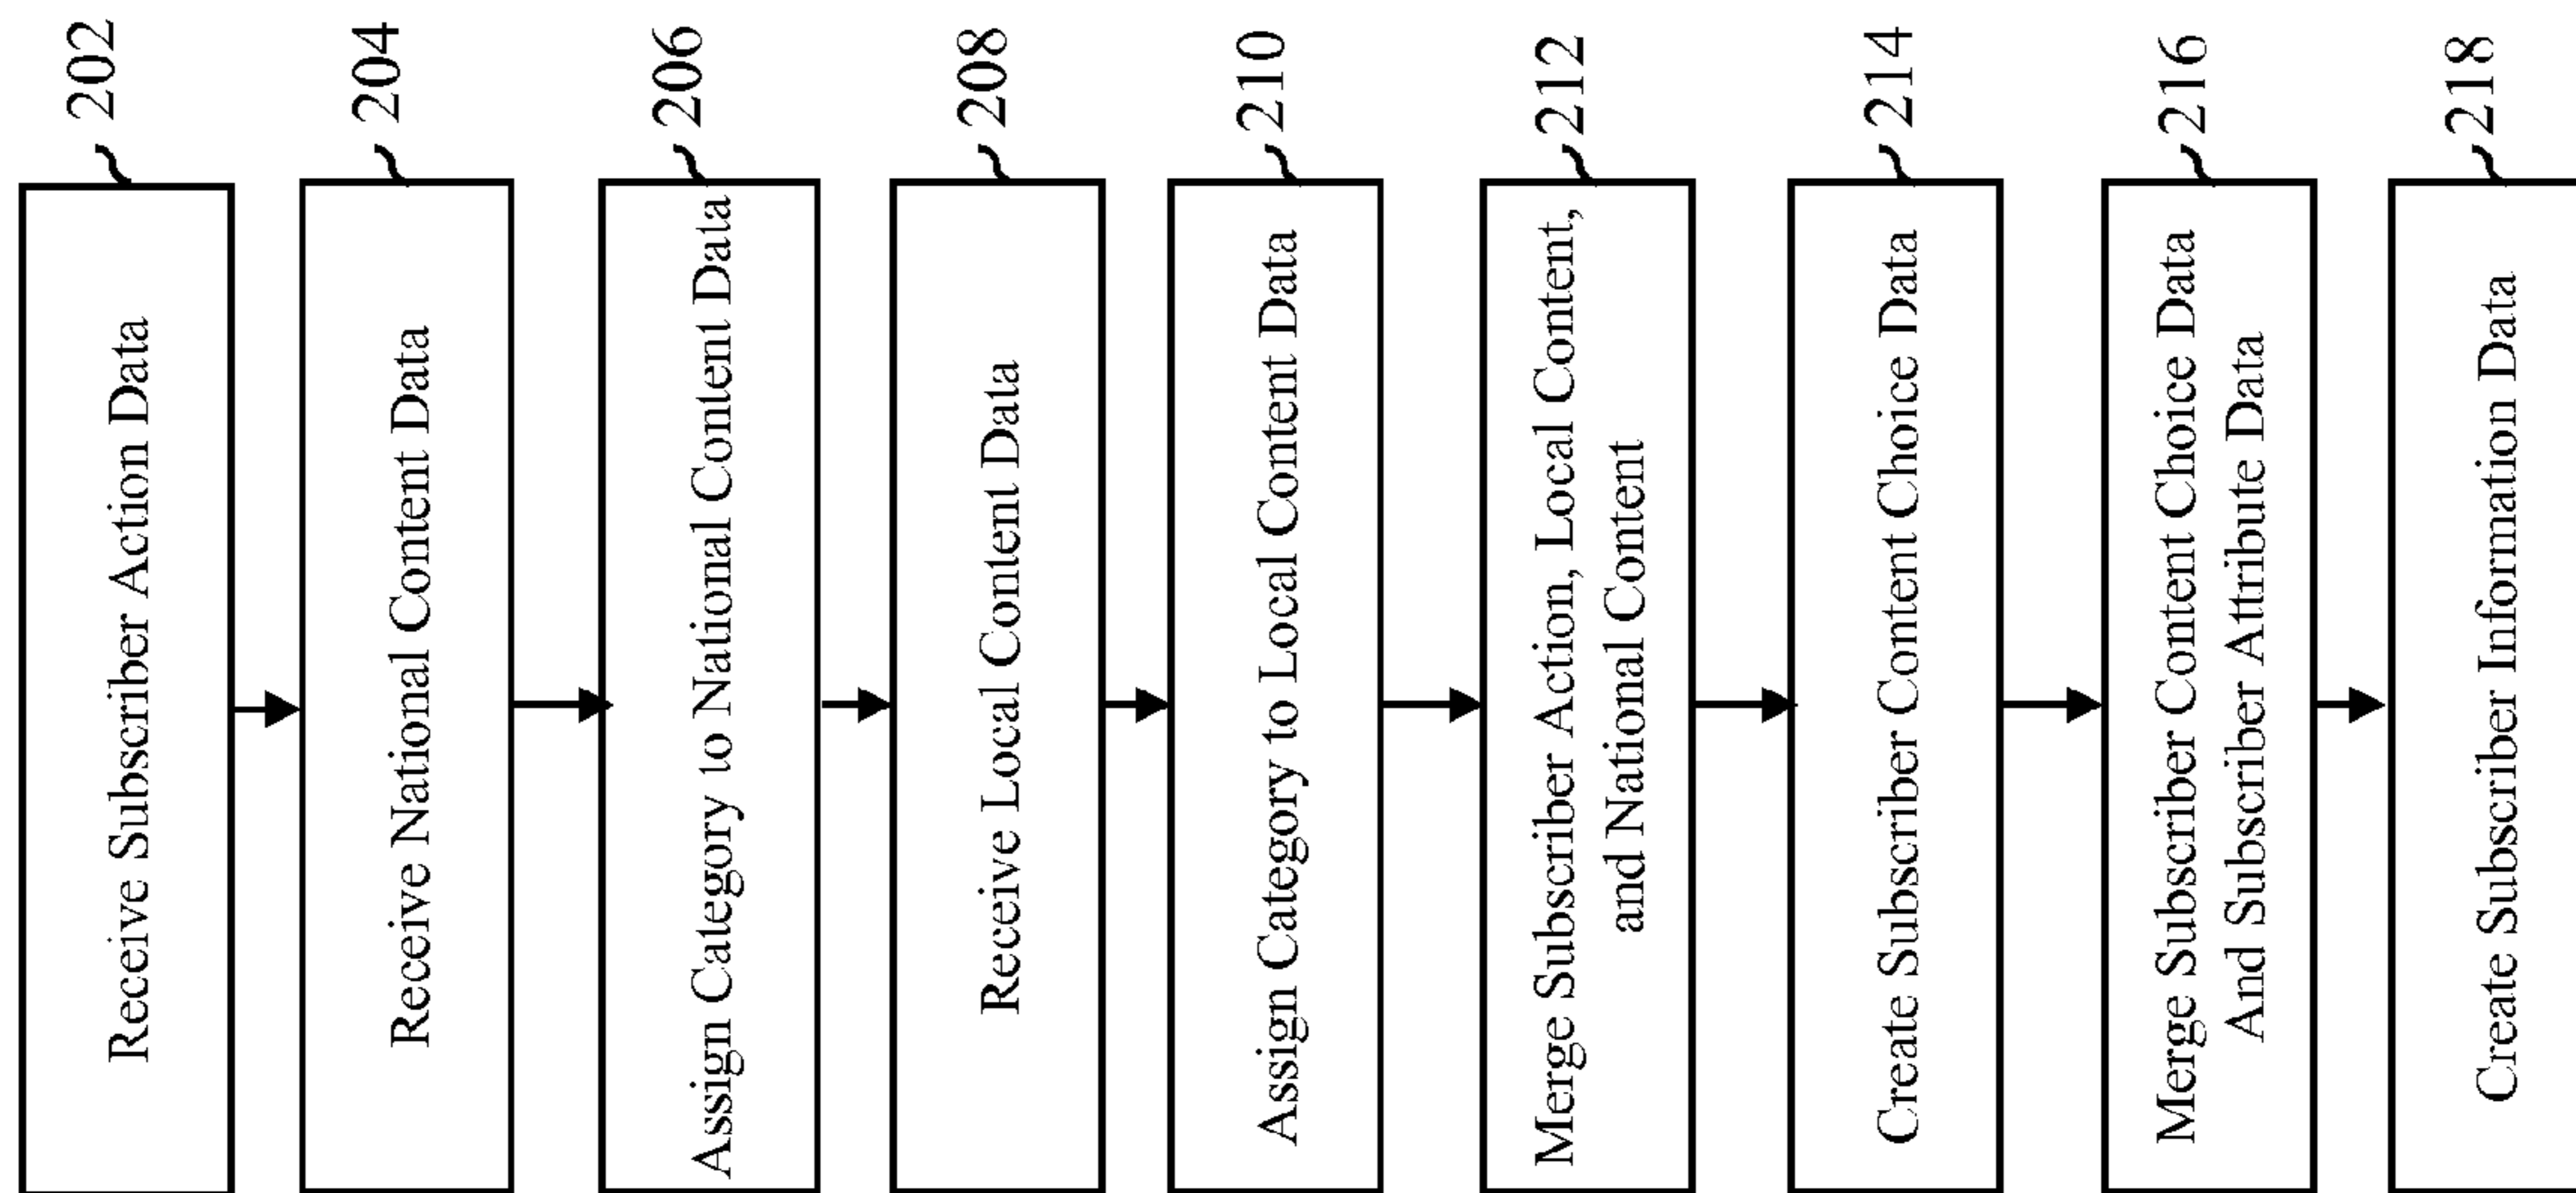 Receive Subscriber Action Data
202
Receive National Content Data
204
Assign Category to National Content Data
206
Receive Local Content Data
208
Assign Category to Local Content Data
210
Merge Subscriber Action, Local Content,
and National Content
212
Create Subscriber Content Choice Data
214
Merge Subscriber Content Choice Data
And Subscriber Attribute Data
216
Create Subscriber Information Data
218